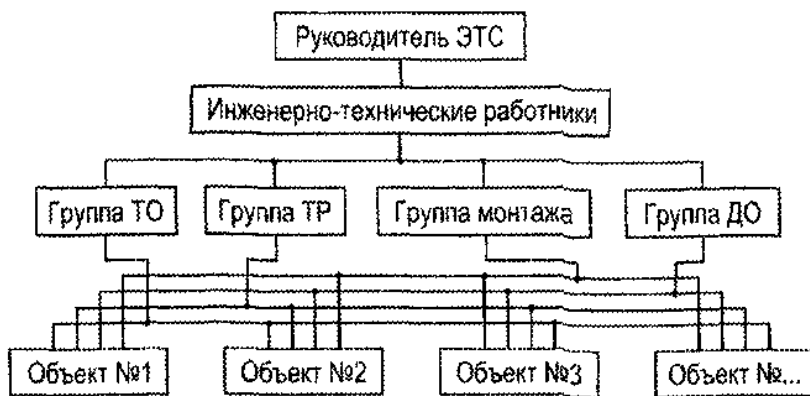 Руководитель ЭТС
Инженерно-технические работники
Группа ТО
Группа ТР
Группа монтажа
Группа ДО
Объект №1
Объект №2
Объект №3
Объект №...